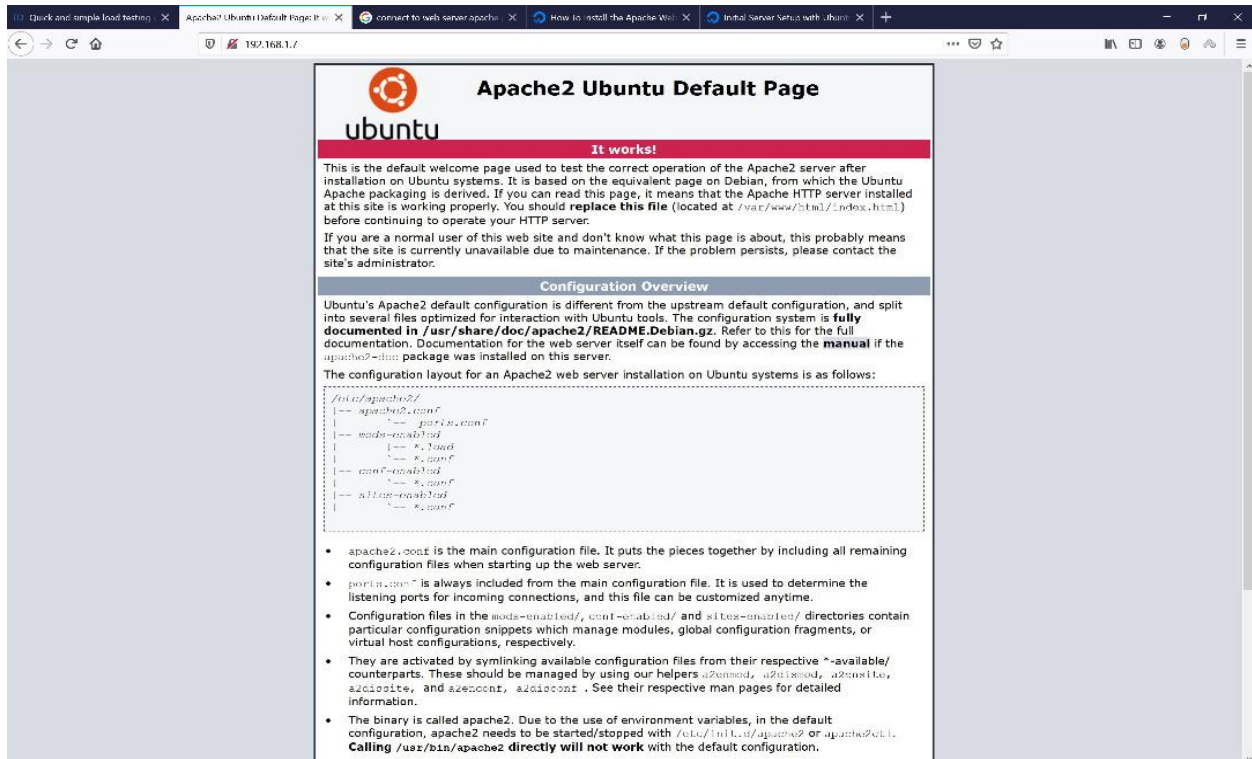 Quick and simple load testing
Apache2 Ubuntu Default Page: It w
connect to web server apache
How To Install the Apache Web
Initial Server Setup with Ubunt
192.168.1.7
ubuntu
Apache2 Ubuntu Default Page
It works!
This is the default welcome page used to test the correct operation of the Apache2 server after
installation on Ubuntu systems. It is based on the equivalent page on Debian, from which the Ubuntu
Apache packaging is derived. If you can read this page, it means that the Apache HTTP server installed
at this site is working properly. You should replace this file (located at /var/www/html/index.html)
before continuing to operate your HTTP server.
If you are a normal user of this web site and don't know what this page is about, this probably means
that the site is currently unavailable due to maintenance. If the problem persists, please contact the
site's administrator.
Configuration Overview
Ubuntu's Apache2 default configuration is different from the upstream default configuration, and split
into several files optimized for interaction with Ubuntu tools. The configuration system is fully
documented in /usr/share/doc/apache2/README.Debian.gz. Refer to this for the full
documentation. Documentation for the web server itself can be found by accessing the manual if the
apache2-doc package was installed on this server.
The configuration layout for an Apache2 web server installation on Ubuntu systems is as follows:
/etc/apache2/
|-- apache2.conf
| `-- ports.conf
|-- mods-enabled
| |-- *.load
| `-- *.conf
|-- conf-enabled
| `-- *.conf
|-- sites-enabled
| `-- *.conf
• apache2.conf is the main configuration file. It puts the pieces together by including all remaining
configuration files when starting up the web server.
• ports.conf is always included from the main configuration file. It is used to determine the
listening ports for incoming connections, and this file can be customized anytime.
• Configuration files in the mods-enabled/, conf-enabled/ and sites-enabled/ directories contain
particular configuration snippets which manage modules, global configuration fragments, or
virtual host configurations, respectively.
• They are activated by symlinking available configuration files from their respective *-available/
counterparts. These should be managed by using our helpers a2enmod, a2dismod, a2ensite,
a2dissite, and a2enconf, a2disconf . See their respective man pages for detailed
information.
• The binary is called apache2. Due to the use of environment variables, in the default
configuration, apache2 needs to be started/stopped with /etc/init.d/apache2 or apache2ctl.
Calling /usr/bin/apache2 directly will not work with the default configuration.